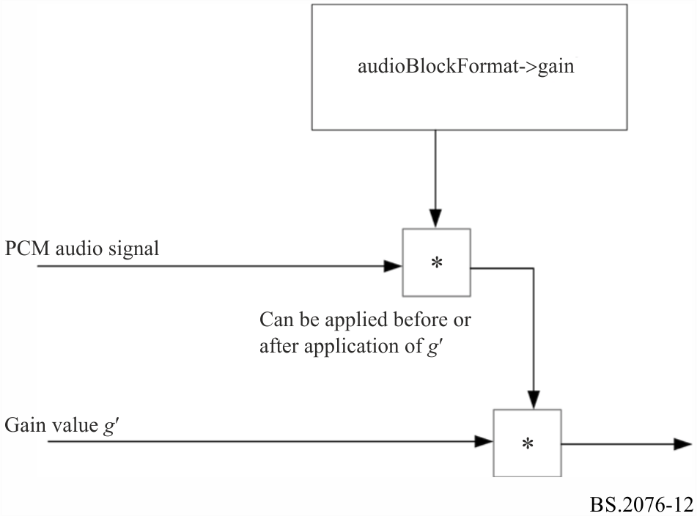 audioBlockFormat->gain
PCM audio signal
*
Can be applied before or
after application of g′
Gain value g′
*
BS.2076-12